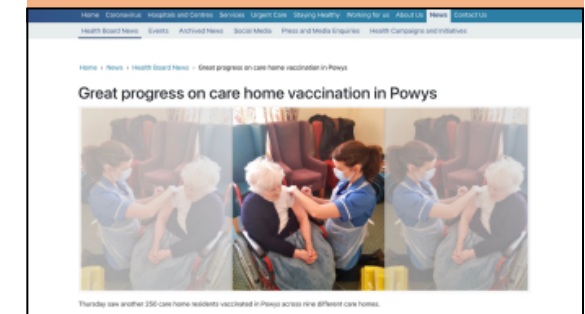 Home Coronavirus Hospitals and Centres Services Urgent Care Staying Healthy Working for us About Us News Contact Us
Health Board News Events Archived News Social Media Press and Media Enquiries Health Campaigns and Initiatives
Home > News > Health Board News > Great progress on care home vaccination in Powys
Great progress on care home vaccination in Powys
Thursday saw another 250 care home residents vaccinated in Powys across nine different care homes.